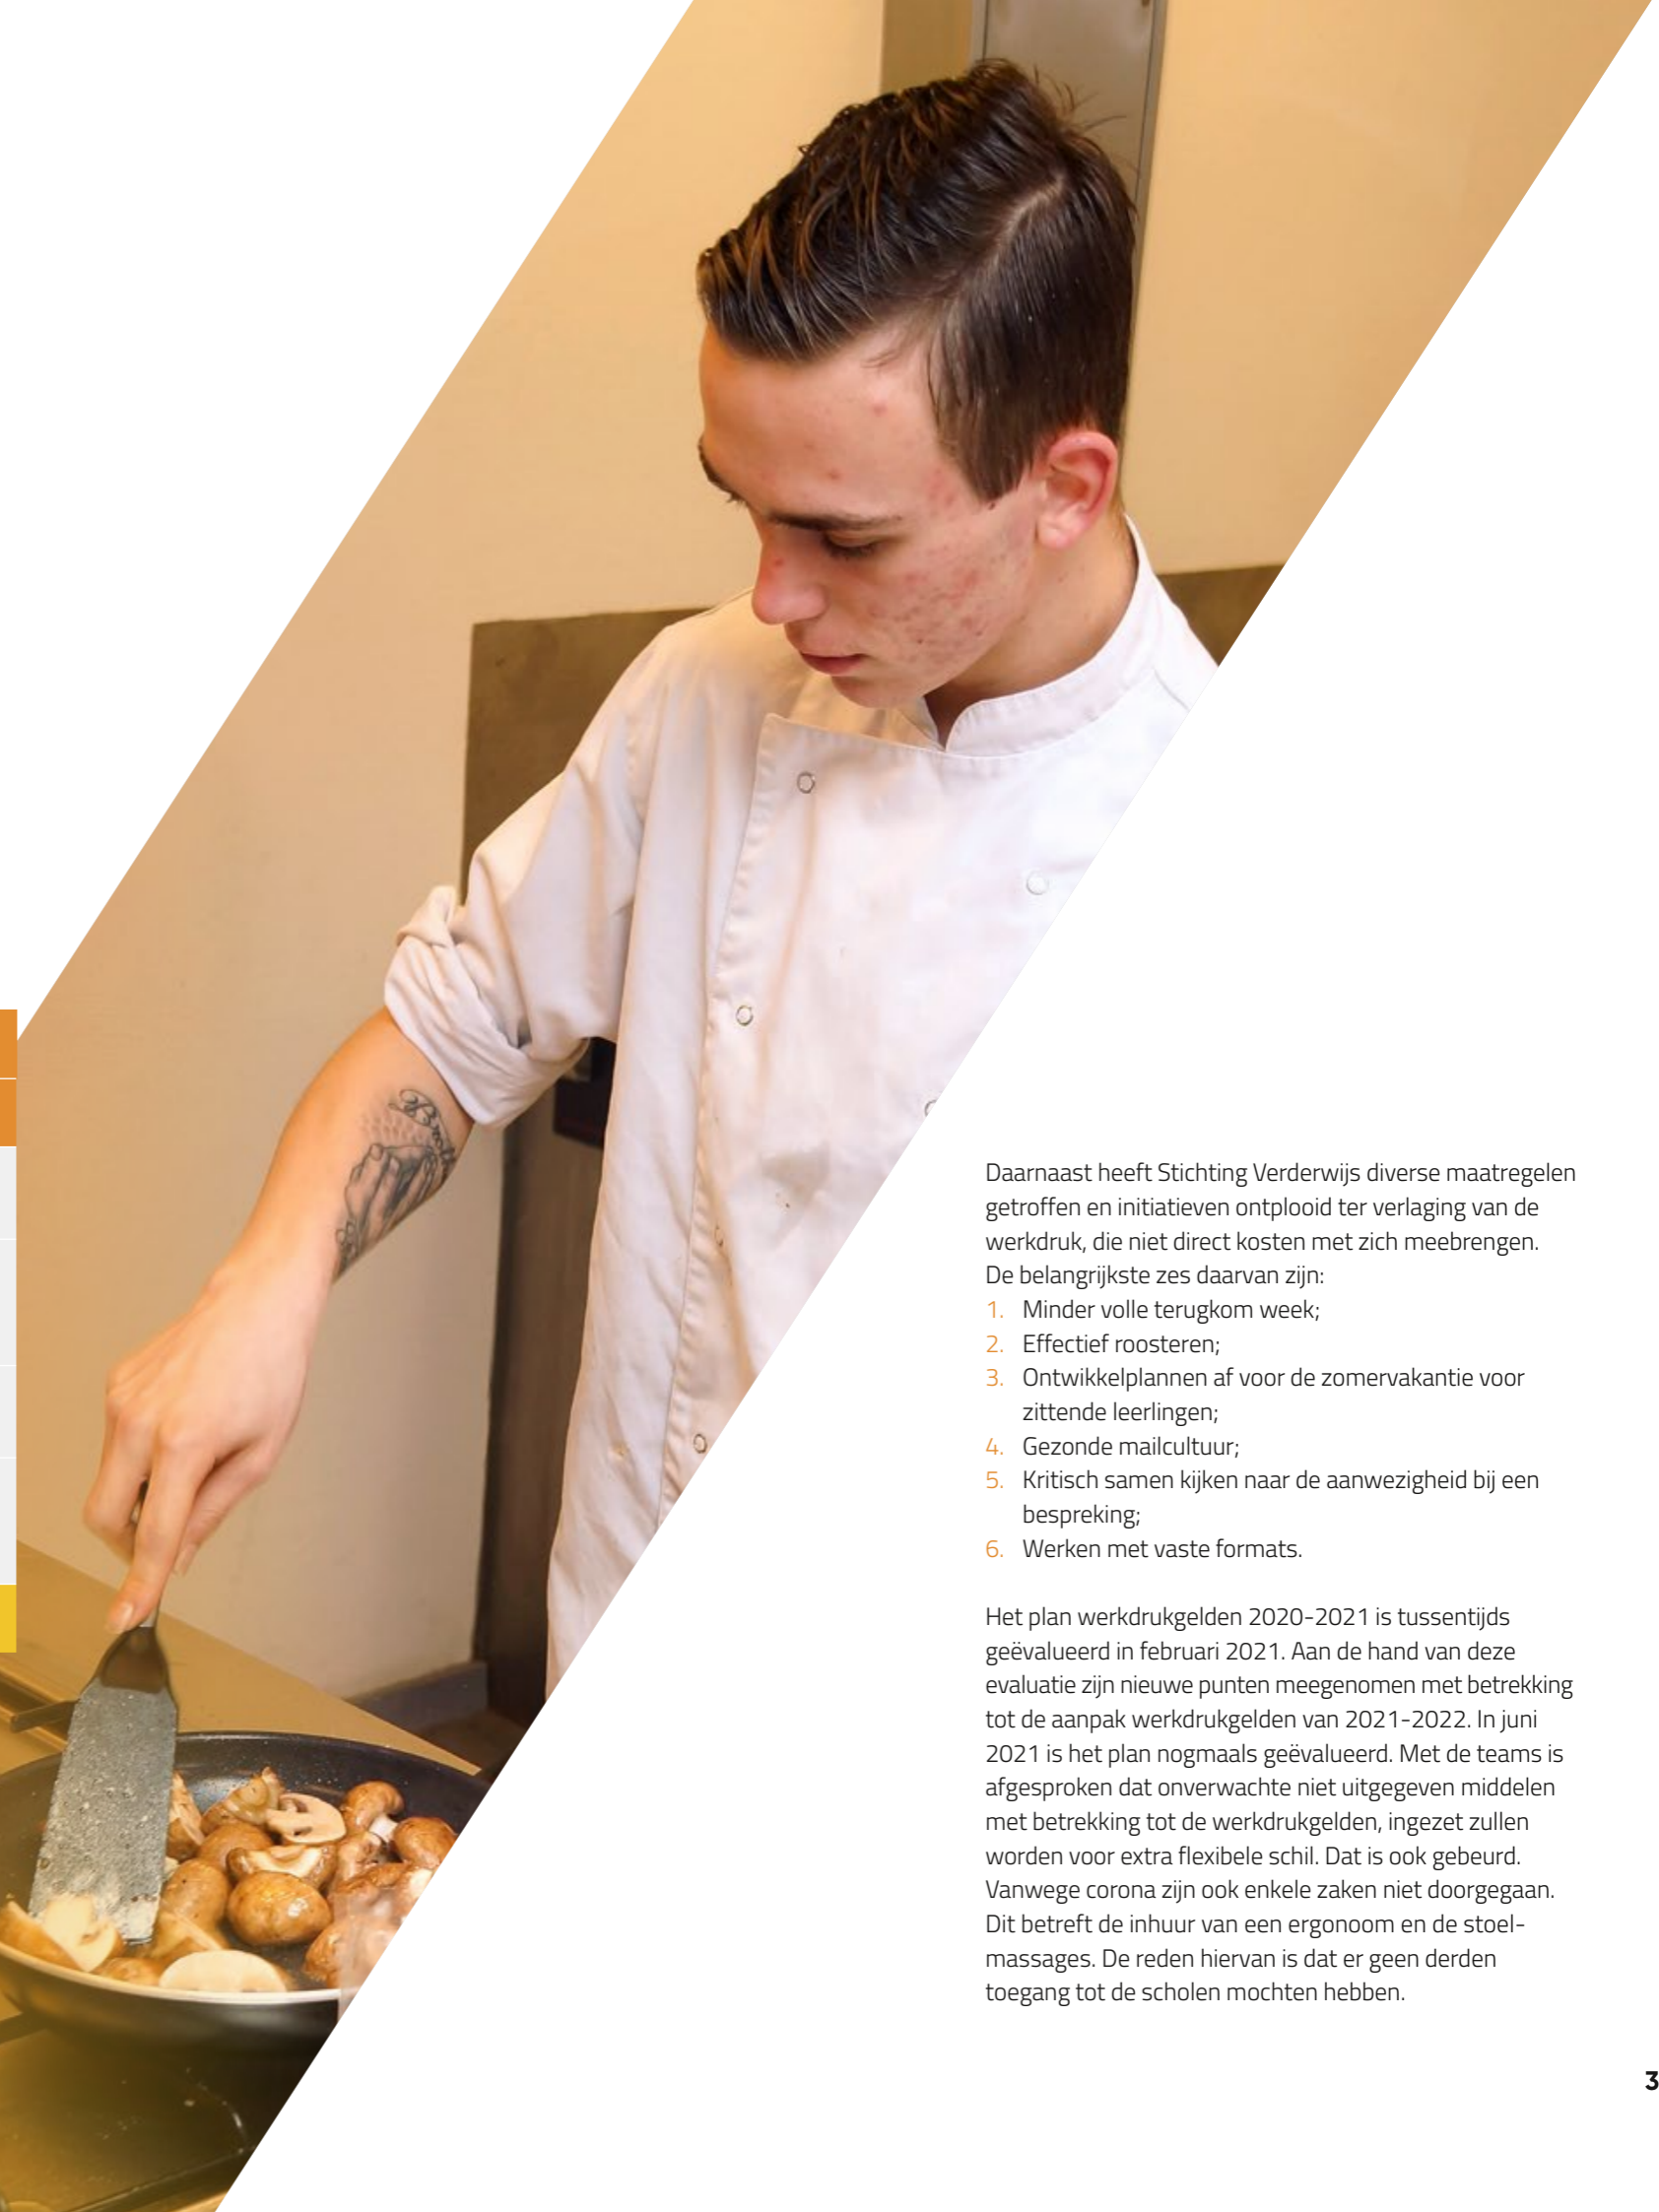 Daarnaast heeft Stichting Verderwijs diverse maatregelen
getroffen en initiatieven ontplooid ter verlaging van de
werkdruk, die niet direct kosten met zich meebrengen.
De belangrijkste zes daarvan zijn:
1. Minder volle terugkom week;
2. Effectief roosteren;
3. Ontwikkelplannen af voor de zomervakantie voor
zittende leerlingen;
4. Gezonde mailcultuur;
5. Kritisch samen kijken naar de aanwezigheid bij een
bespreking;
6. Werken met vaste formats.
Het plan werkdrukgelden 2020-2021 is tussentijds
geëvalueerd in februari 2021. Aan de hand van deze
evaluatie zijn nieuwe punten meegenomen met betrekking
tot de aanpak werkdrukgelden van 2021-2022. In juni
2021 is het plan nogmaals geëvalueerd. Met de teams is
afgesproken dat onverwachte niet uitgegeven middelen
met betrekking tot de werkdrukgelden, ingezet zullen
worden voor extra flexibele schil. Dat is ook gebeurd.
Vanwege corona zijn ook enkele zaken niet doorgegaan.
Dit betreft de inhuur van een ergonoom en de stoel-
massages. De reden hiervan is dat er geen derden
toegang tot de scholen mochten hebben.
3